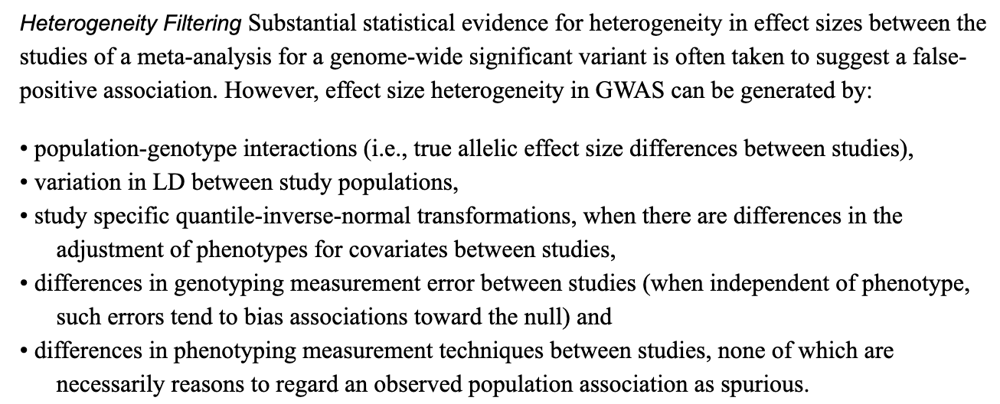 Heterogeneity Filtering Substantial statistical evidence for heterogeneity in effect sizes between the
studies of a meta-analysis for a genome-wide significant variant is often taken to suggest a false-
positive association. However, effect size heterogeneity in GWAS can be generated by:
• population-genotype interactions (i.e., true allelic effect size differences between studies),
• variation in LD between study populations,
• study specific quantile-inverse-normal transformations, when there are differences in the
adjustment of phenotypes for covariates between studies,
• differences in genotyping measurement error between studies (when independent of phenotype,
such errors tend to bias associations toward the null) and
• differences in phenotyping measurement techniques between studies, none of which are
necessarily reasons to regard an observed population association as spurious.